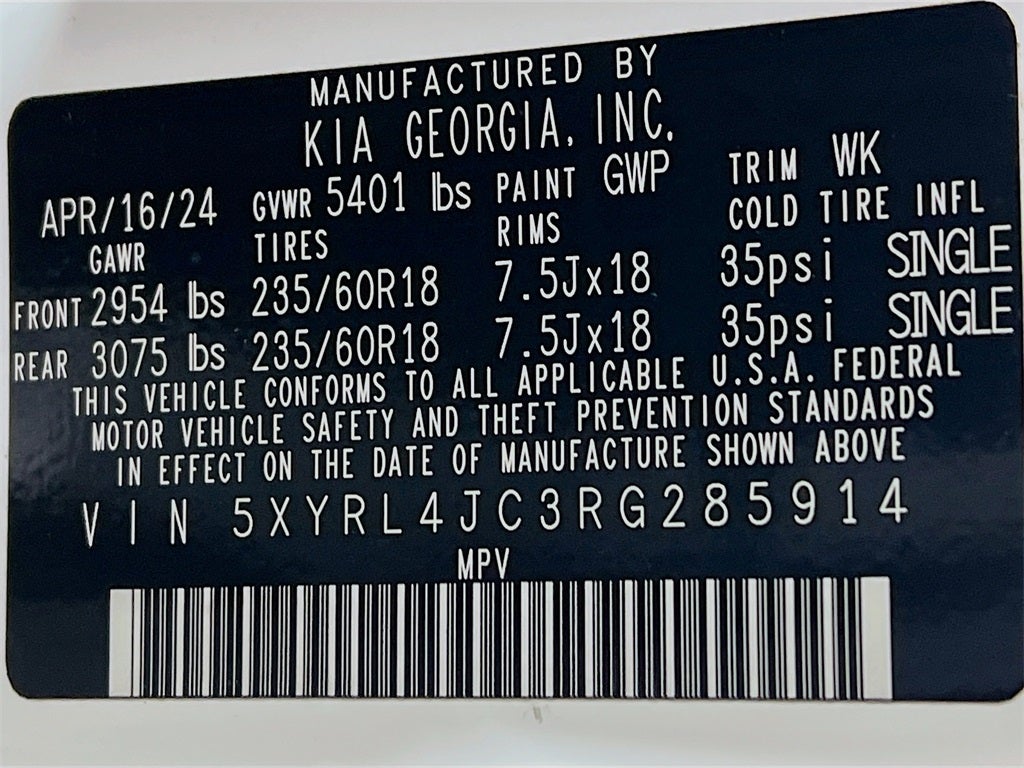 MANUFACTURED BY
KIA GEORGIA, INC.
APR/16/24 GVWR 5401 lbs PAINT GWP TRIM WK
GAWR TIRES RIMS COLD TIRE INFL
FRONT 2954 lbs 235/60R18 7.5Jx18 35psi SINGLE
REAR 3075 lbs 235/60R18 7.5Jx18 35psi SINGLE
THIS VEHICLE CONFORMS TO ALL APPLICABLE U.S.A. FEDERAL
MOTOR VEHICLE SAFETY AND THEFT PREVENTION STANDARDS
IN EFFECT ON THE DATE OF MANUFACTURE SHOWN ABOVE
VIN 5XYRL4JC3RG285914
MPV